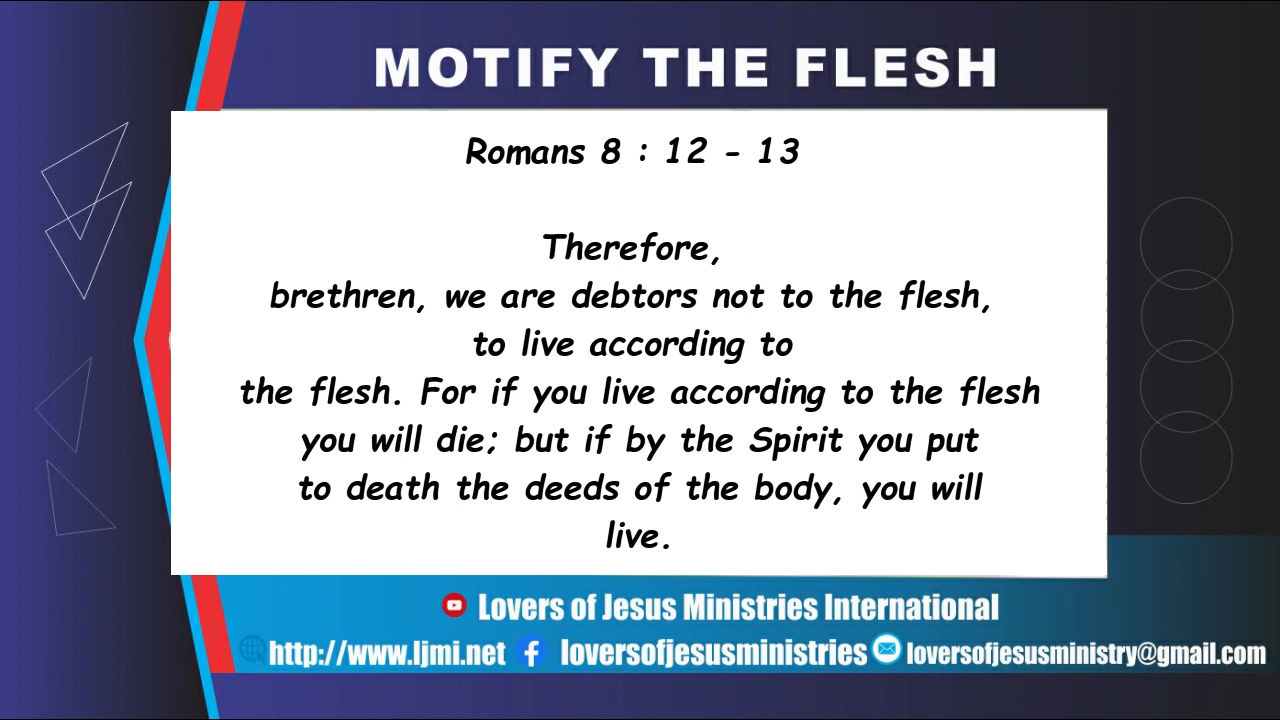 MOTIFY THE FLESH
Romans 8 : 12 - 13
Therefore,
brethren, we are debtors not to the flesh,
to live according to
the flesh. For if you live according to the flesh
you will die; but if by the Spirit you put
to death the deeds of the body, you will
live.
Lovers of Jesus Ministries International
http://www.ljmi.net loversofjesusministries loversofjesusministry@gmail.com